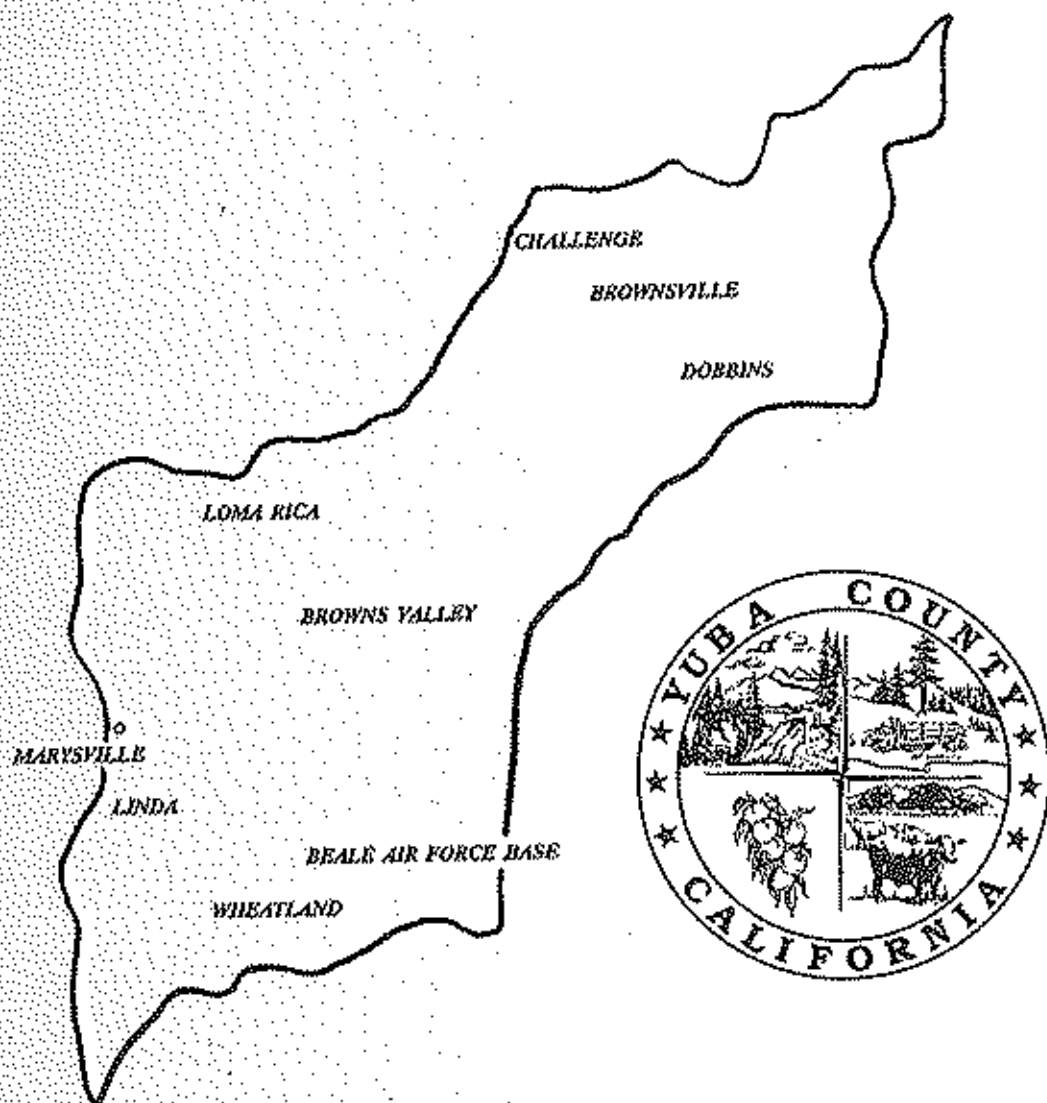 CHALLENGE
BROWNSVILLE
DOBBINS
LOMA RICA
BROWNS VALLEY
MARYSVILLE
LINDA
BEALE AIR FORCE BASE
WHEATLAND
YUBA COUNTY
CALIFORNIA